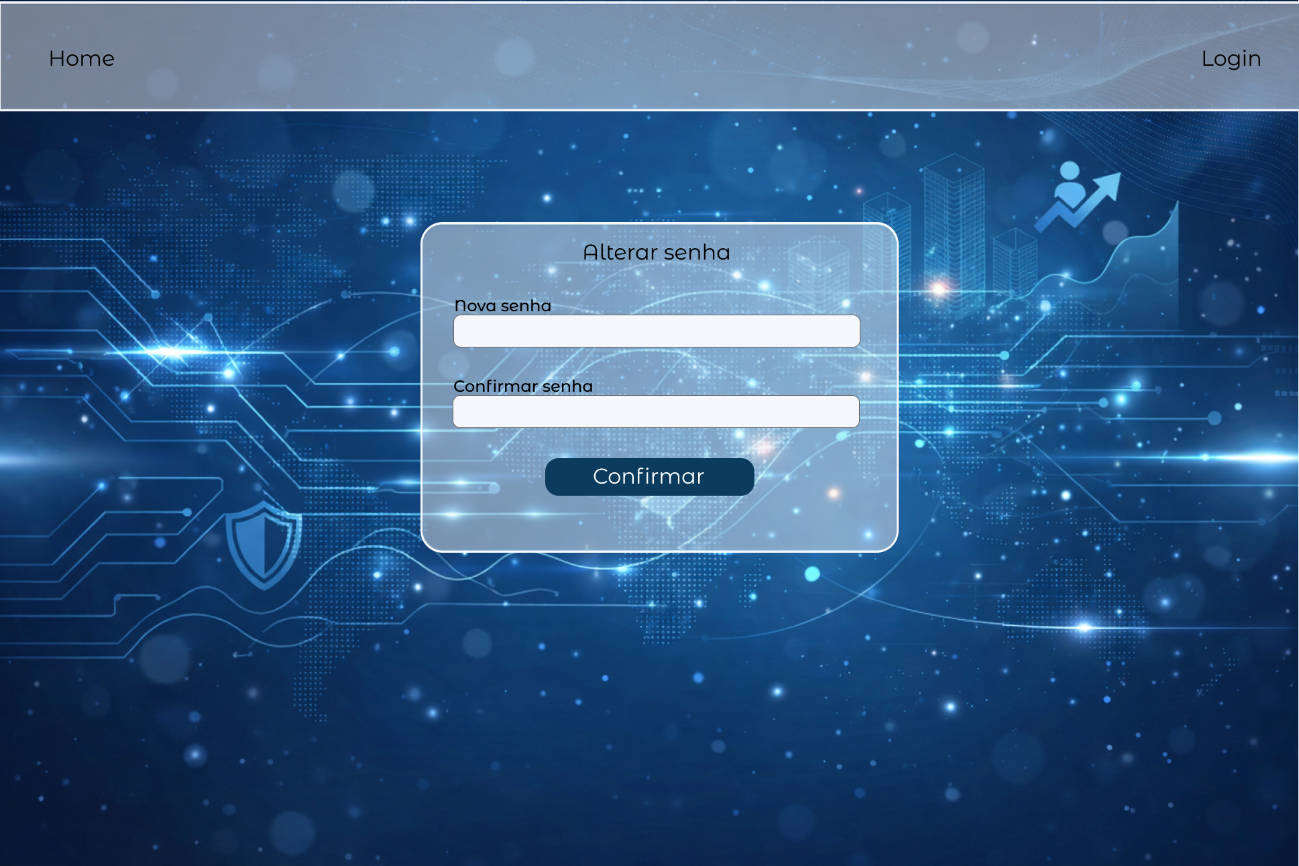 Home
Login
Alterar senha
Nova senha
Confirmar senha
Confirmar